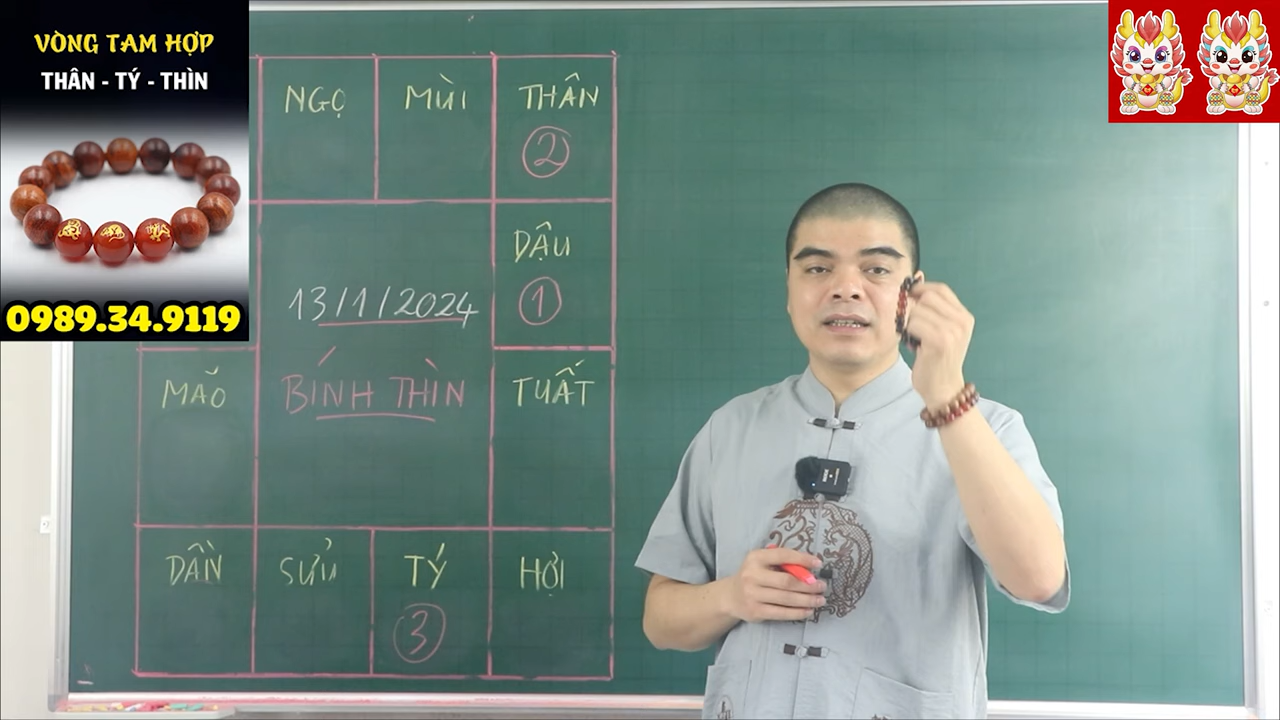 VÒNG TAM HỢP
THÂN - TÝ - THÌN
0989.34.9119
NGỌ
MÙI
THÂN
2
DẬU
1
13/1/2024
BÍNH THÌN
MÃO
TUẤT
DẦN
SỬU
TÝ
3
HỢI